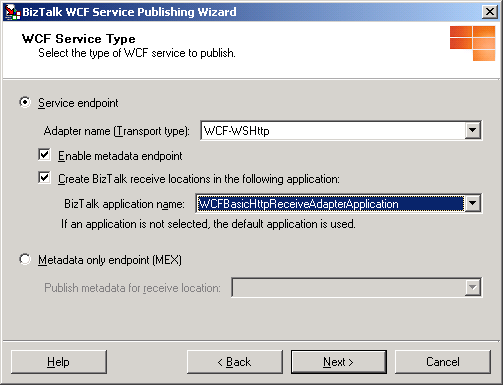 BizTalk WCF Service Publishing Wizard
WCF Service Type
Select the type of WCF service to publish.
Service endpoint
Adapter name (Transport type): WCF-WSHttp
Enable metadata endpoint
Create BizTalk receive locations in the following application:
BizTalk application name: WCFBasicHttpReceiveAdapterApplication
If an application is not selected, the default application is used.
Metadata only endpoint (MEX)
Publish metadata for receive location:
Help < Back Next > Cancel